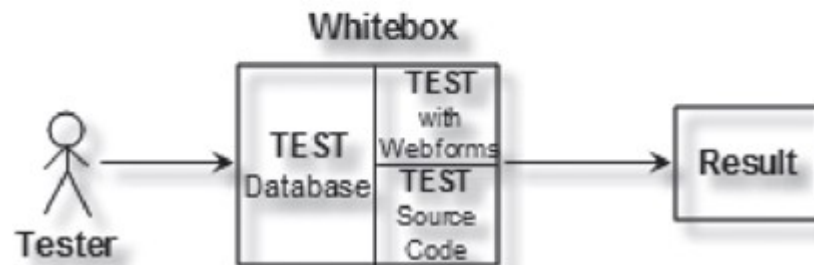 Whitebox
TEST
Database
TEST
with
Webforms
TEST
Source
Code
Result
Tester